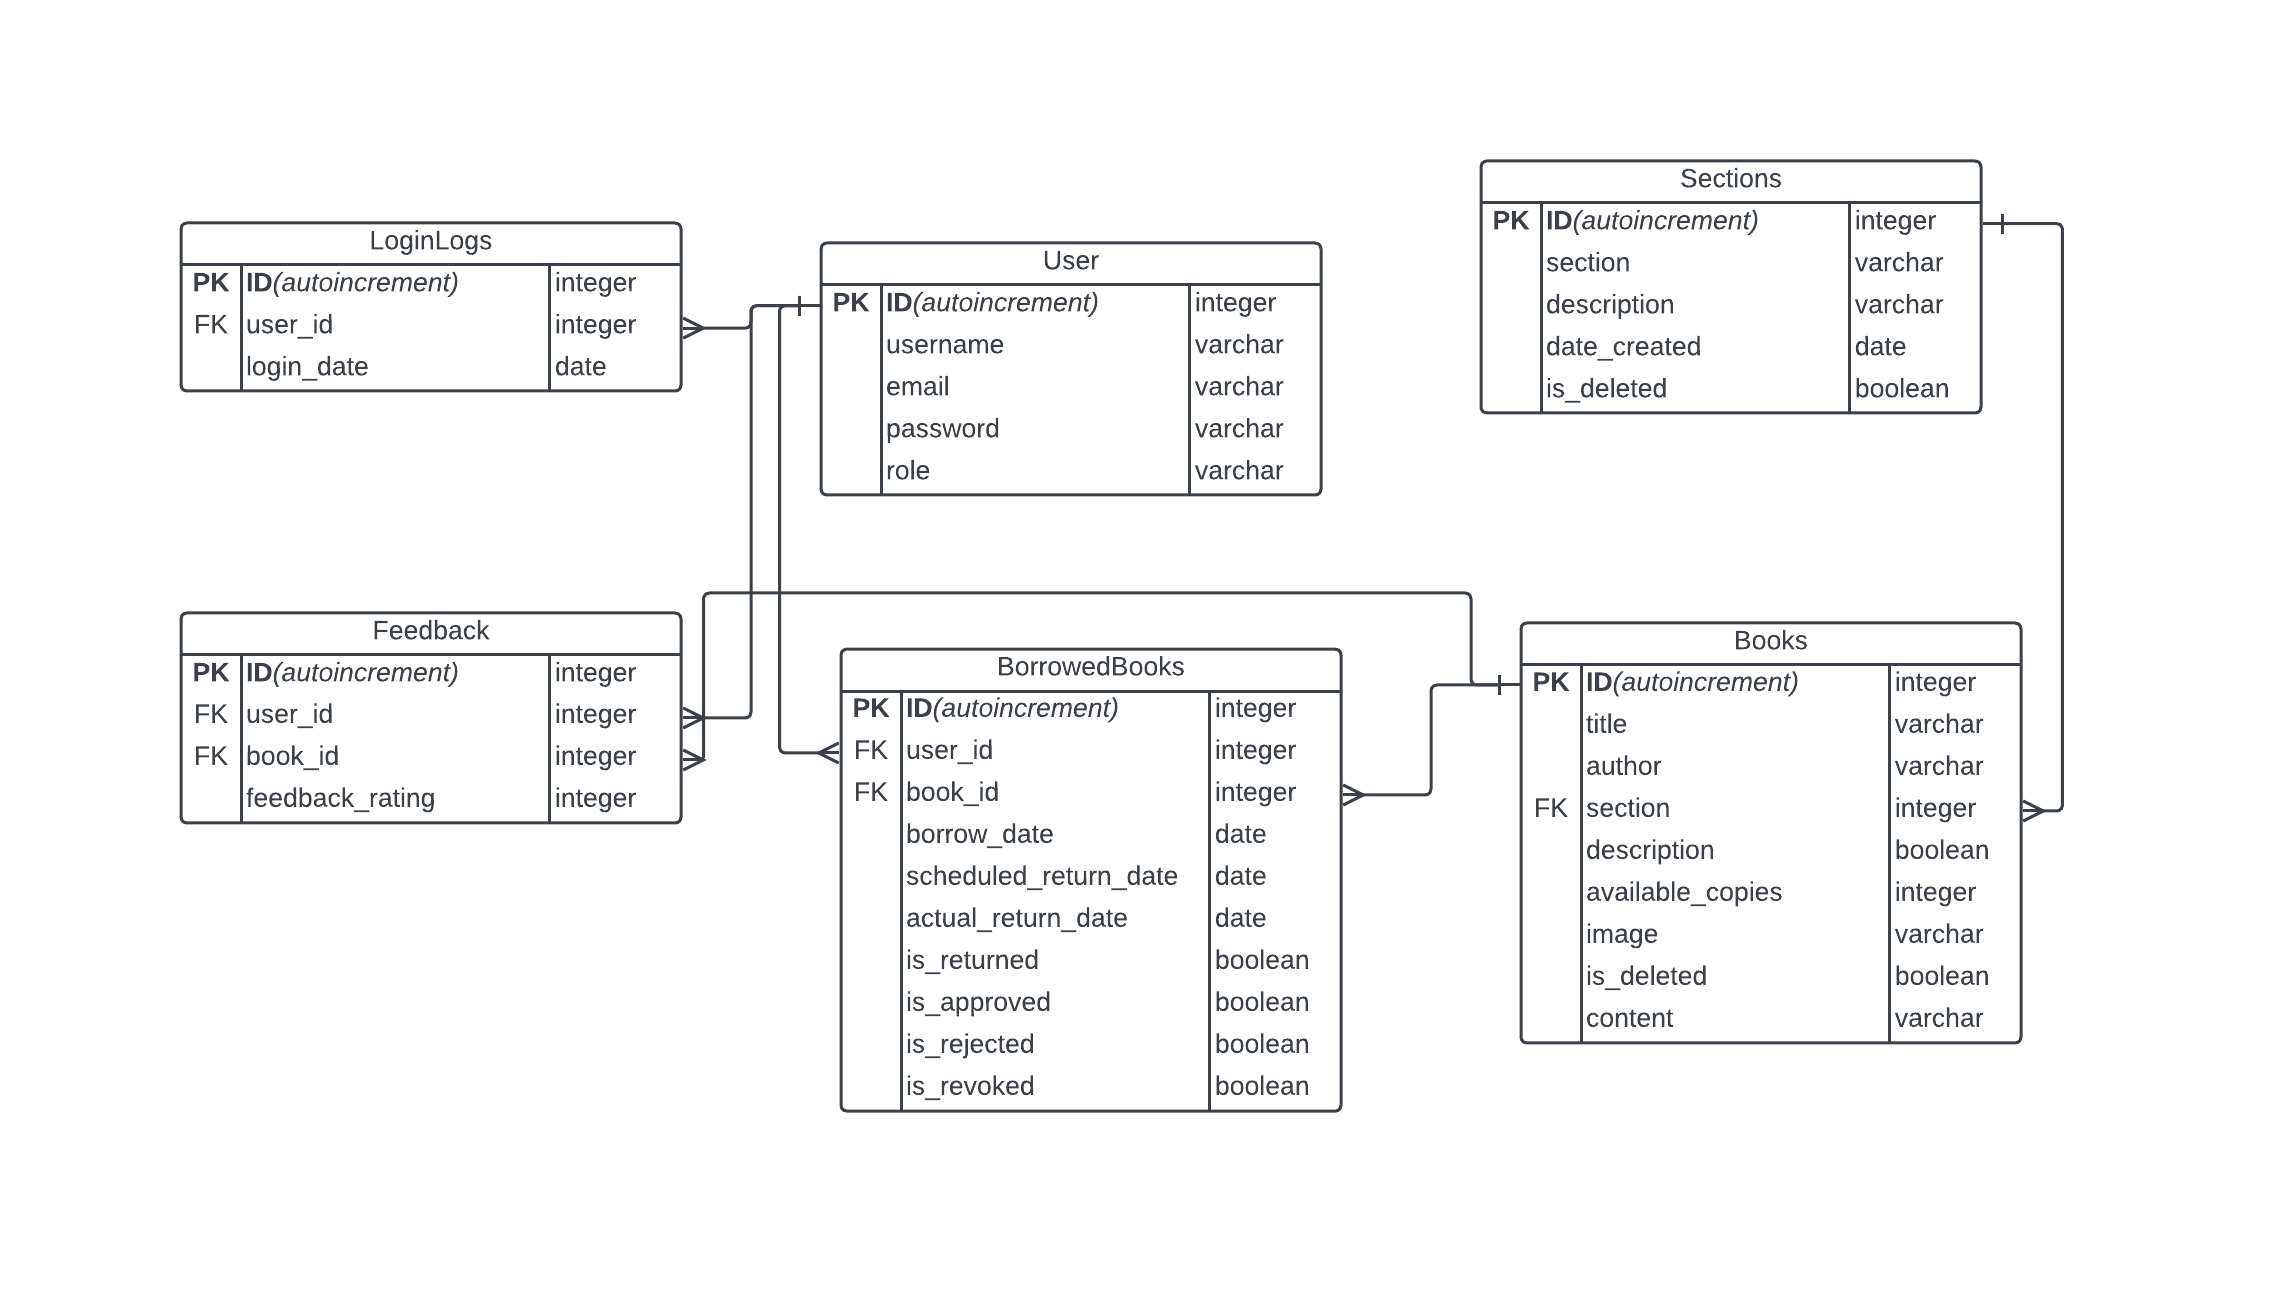 LoginLogs
PK ID(autoincrement) integer
FK user_id integer
login_date date
User
PK ID(autoincrement) integer
username varchar
email varchar
password varchar
role varchar
Sections
PK ID(autoincrement) integer
section varchar
description varchar
date_created date
is_deleted boolean
Feedback
PK ID(autoincrement) integer
FK user_id integer
FK book_id integer
feedback_rating integer
BorrowedBooks
PK ID(autoincrement) integer
FK user_id integer
FK book_id integer
borrow_date date
scheduled_return_date date
actual_return_date date
is_returned boolean
is_approved boolean
is_rejected boolean
is_revoked boolean
Books
PK ID(autoincrement) integer
title varchar
author varchar
FK section integer
description boolean
available_copies integer
image varchar
is_deleted boolean
content varchar